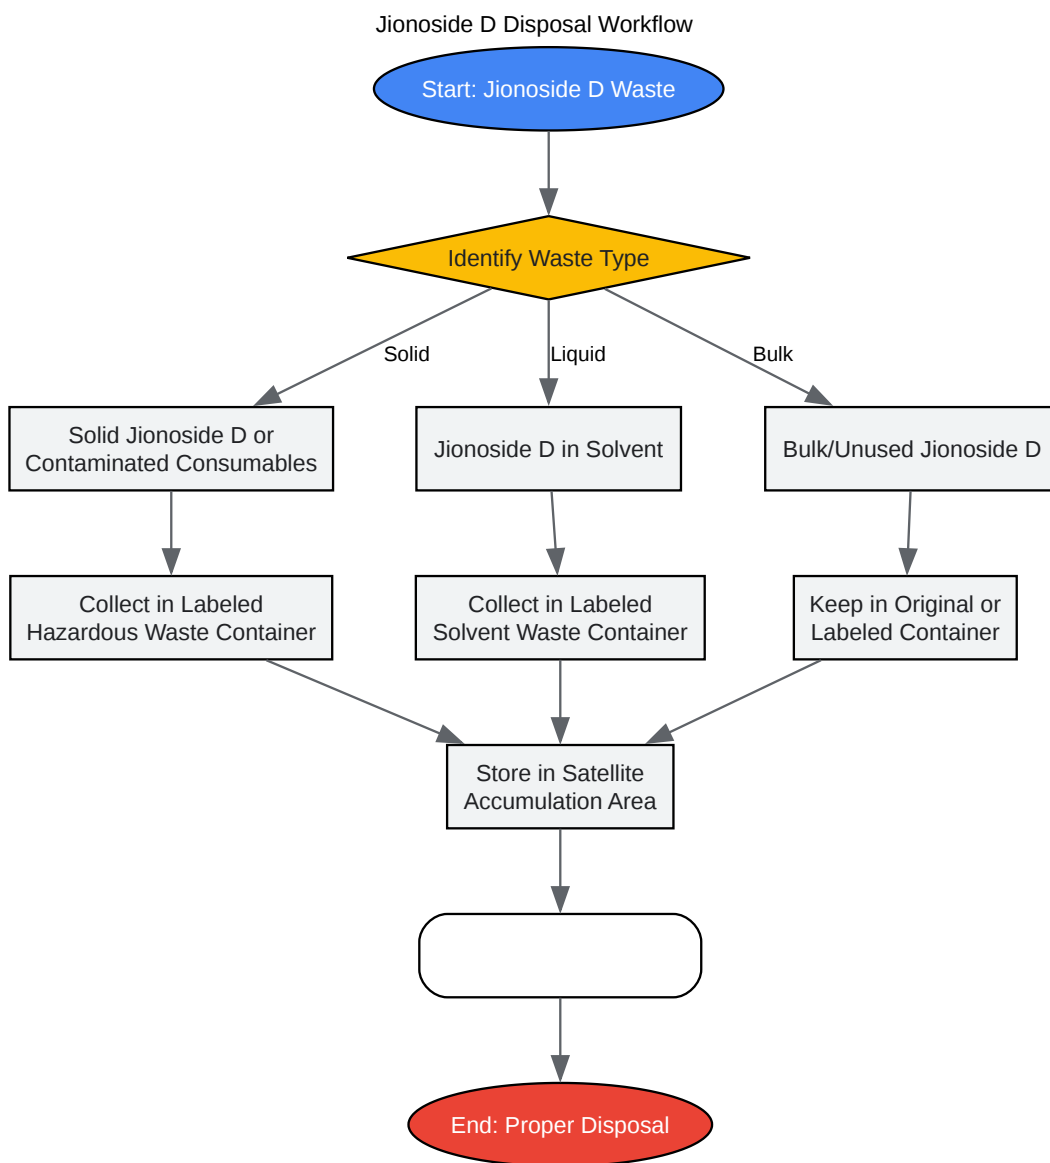 Jionoside D Disposal Workflow
Start: Jionoside D Waste
Identify Waste Type
Solid
Liquid
Bulk
Solid Jionoside D or
Contaminated Consumables
Jionoside D in Solvent
Bulk/Unused Jionoside D
Collect in Labeled
Hazardous Waste Container
Collect in Labeled
Solvent Waste Container
Keep in Original or
Labeled Container
Store in Satellite
Accumulation Area
End: Proper Disposal